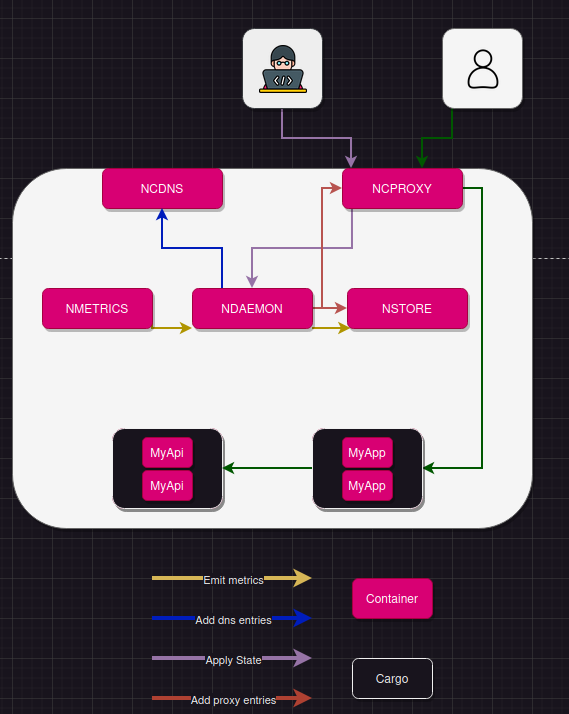 </>
NCDNS
NCPROXY
NMETRICS
NDAEMON
NSTORE
MyApi
MyApp
MyApi
MyApp
Emit metrics
Container
Add dns entries
Apply State
Cargo
Add proxy entries